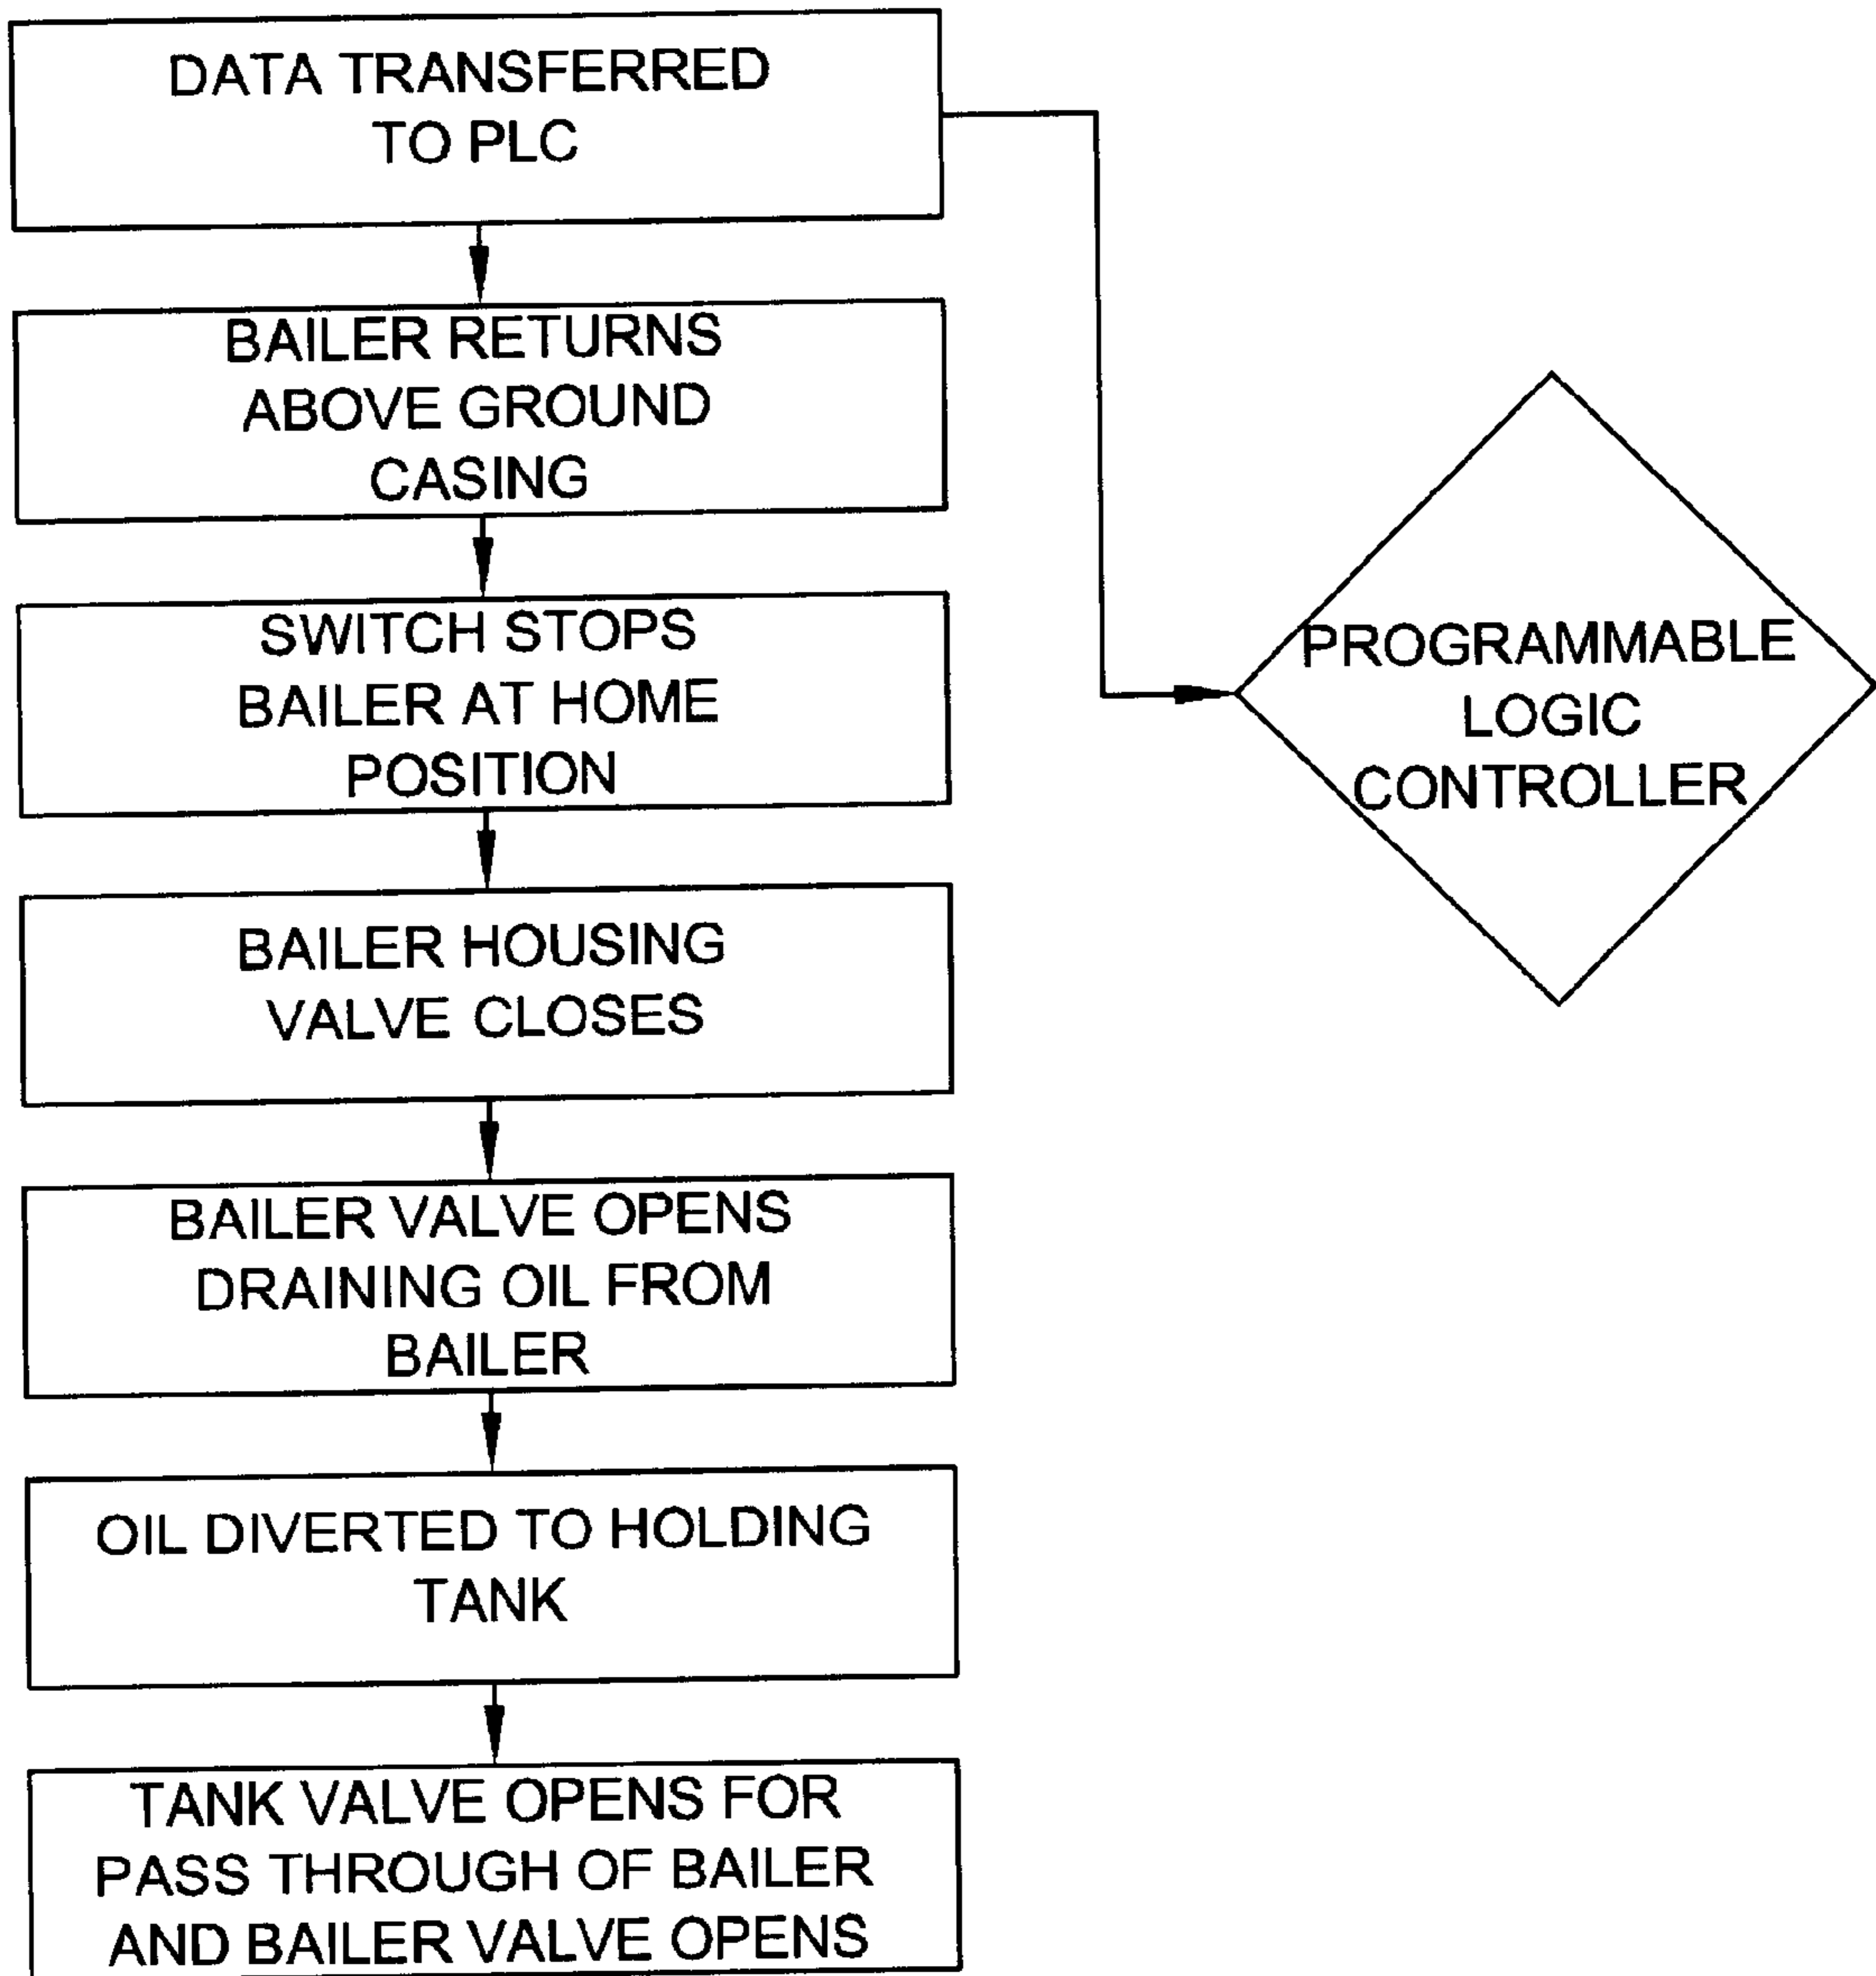 DATA TRANSFERRED
TO PLC
BAILER RETURNS
ABOVE GROUND
CASING
SWITCH STOPS
BAILER AT HOME
POSITION
PROGRAMMABLE
LOGIC
CONTROLLER
BAILER HOUSING
VALVE CLOSES
BAILER VALVE OPENS
DRAINING OIL FROM
BAILER
OIL DIVERTED TO HOLDING
TANK
TANK VALVE OPENS FOR
PASS THROUGH OF BAILER
AND BAILER VALVE OPENS